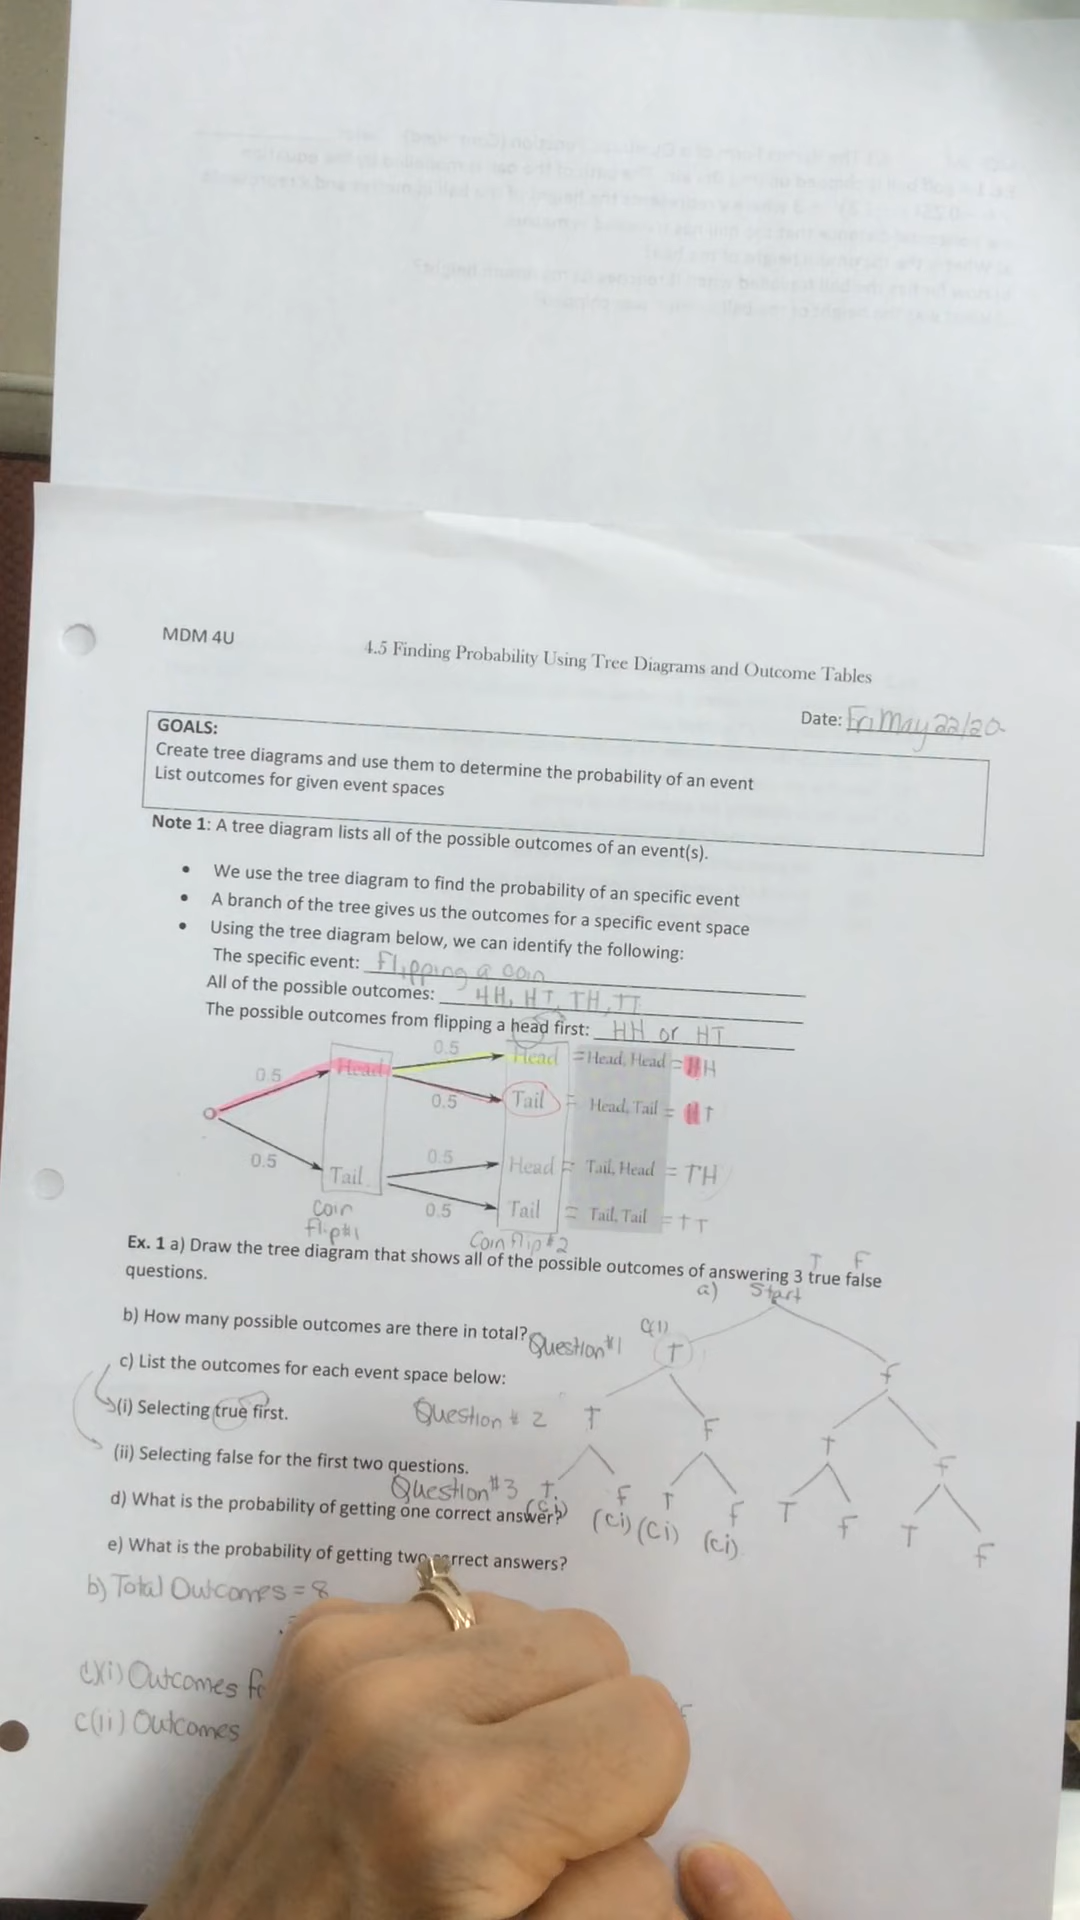 MDM 4U
4.5 Finding Probability Using Tree Diagrams and Outcome Tables
Date: Fri May 22/20
GOALS:
Create tree diagrams and use them to determine the probability of an event
List outcomes for given event spaces
Note 1: A tree diagram lists all of the possible outcomes of an event(s).
• We use the tree diagram to find the probability of an specific event
• A branch of the tree gives us the outcomes for a specific event space
• Using the tree diagram below, we can identify the following:
The specific event: Flipping a coin
All of the possible outcomes: HH, HT, TH, TT
The possible outcomes from flipping a head first: HH or HT
0.5 Head 0.5 Head = Head, Head = HH
0.5 Tail = Head, Tail = HT
0.5 Tail 0.5 Head = Tail, Head = TH
0.5 Tail = Tail, Tail = TT
Coin flip#1
Coin flip#2
T F
Ex. 1 a) Draw the tree diagram that shows all of the possible outcomes of answering 3 true false
questions.
a) Start
b) How many possible outcomes are there in total?
Question#1 C(i) T F
c) List the outcomes for each event space below:
(i) Selecting true first.
Question # 2 T F T F
(ii) Selecting false for the first two questions.
Question#3 T F T F T F T F
d) What is the probability of getting one correct answer?
(Ci) (Ci) (Ci) (Ci)
e) What is the probability of getting two correct answers?
b) Total Outcomes = 8
c)(i) Outcomes
c(ii) Outcomes